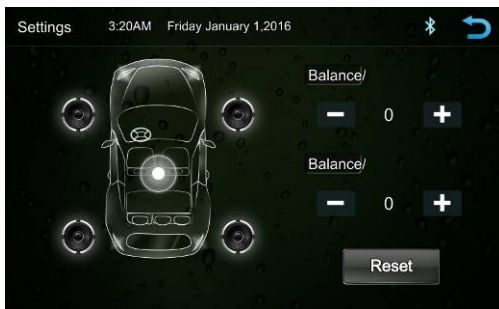 Settings 3:20AM Friday January 1,2016
Balance/
− 0 +
Balance/
− 0 +
Reset